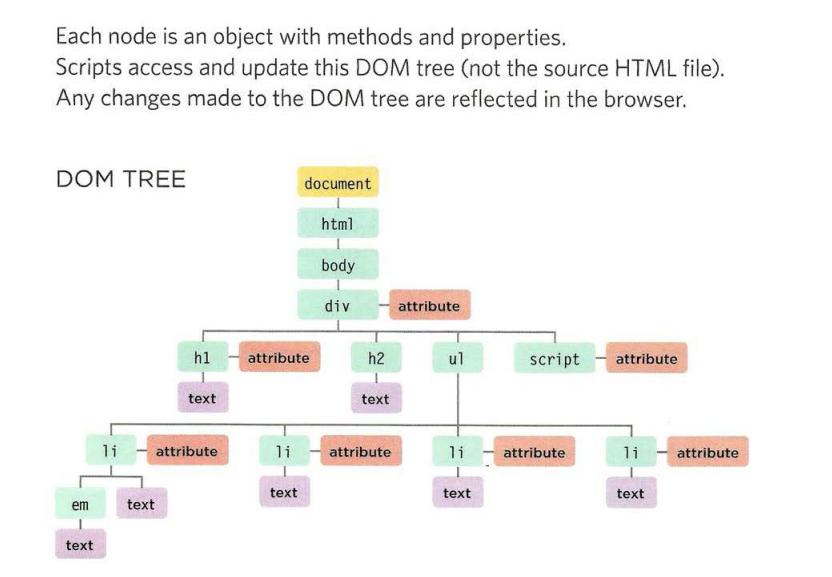 Each node is an object with methods and properties.
Scripts access and update this DOM tree (not the source HTML file).
Any changes made to the DOM tree are reflected in the browser.
DOM TREE
document
html
body
div attribute
h1 attribute h2 ul script attribute
text text
li attribute li attribute li attribute li attribute
em text text text text
text